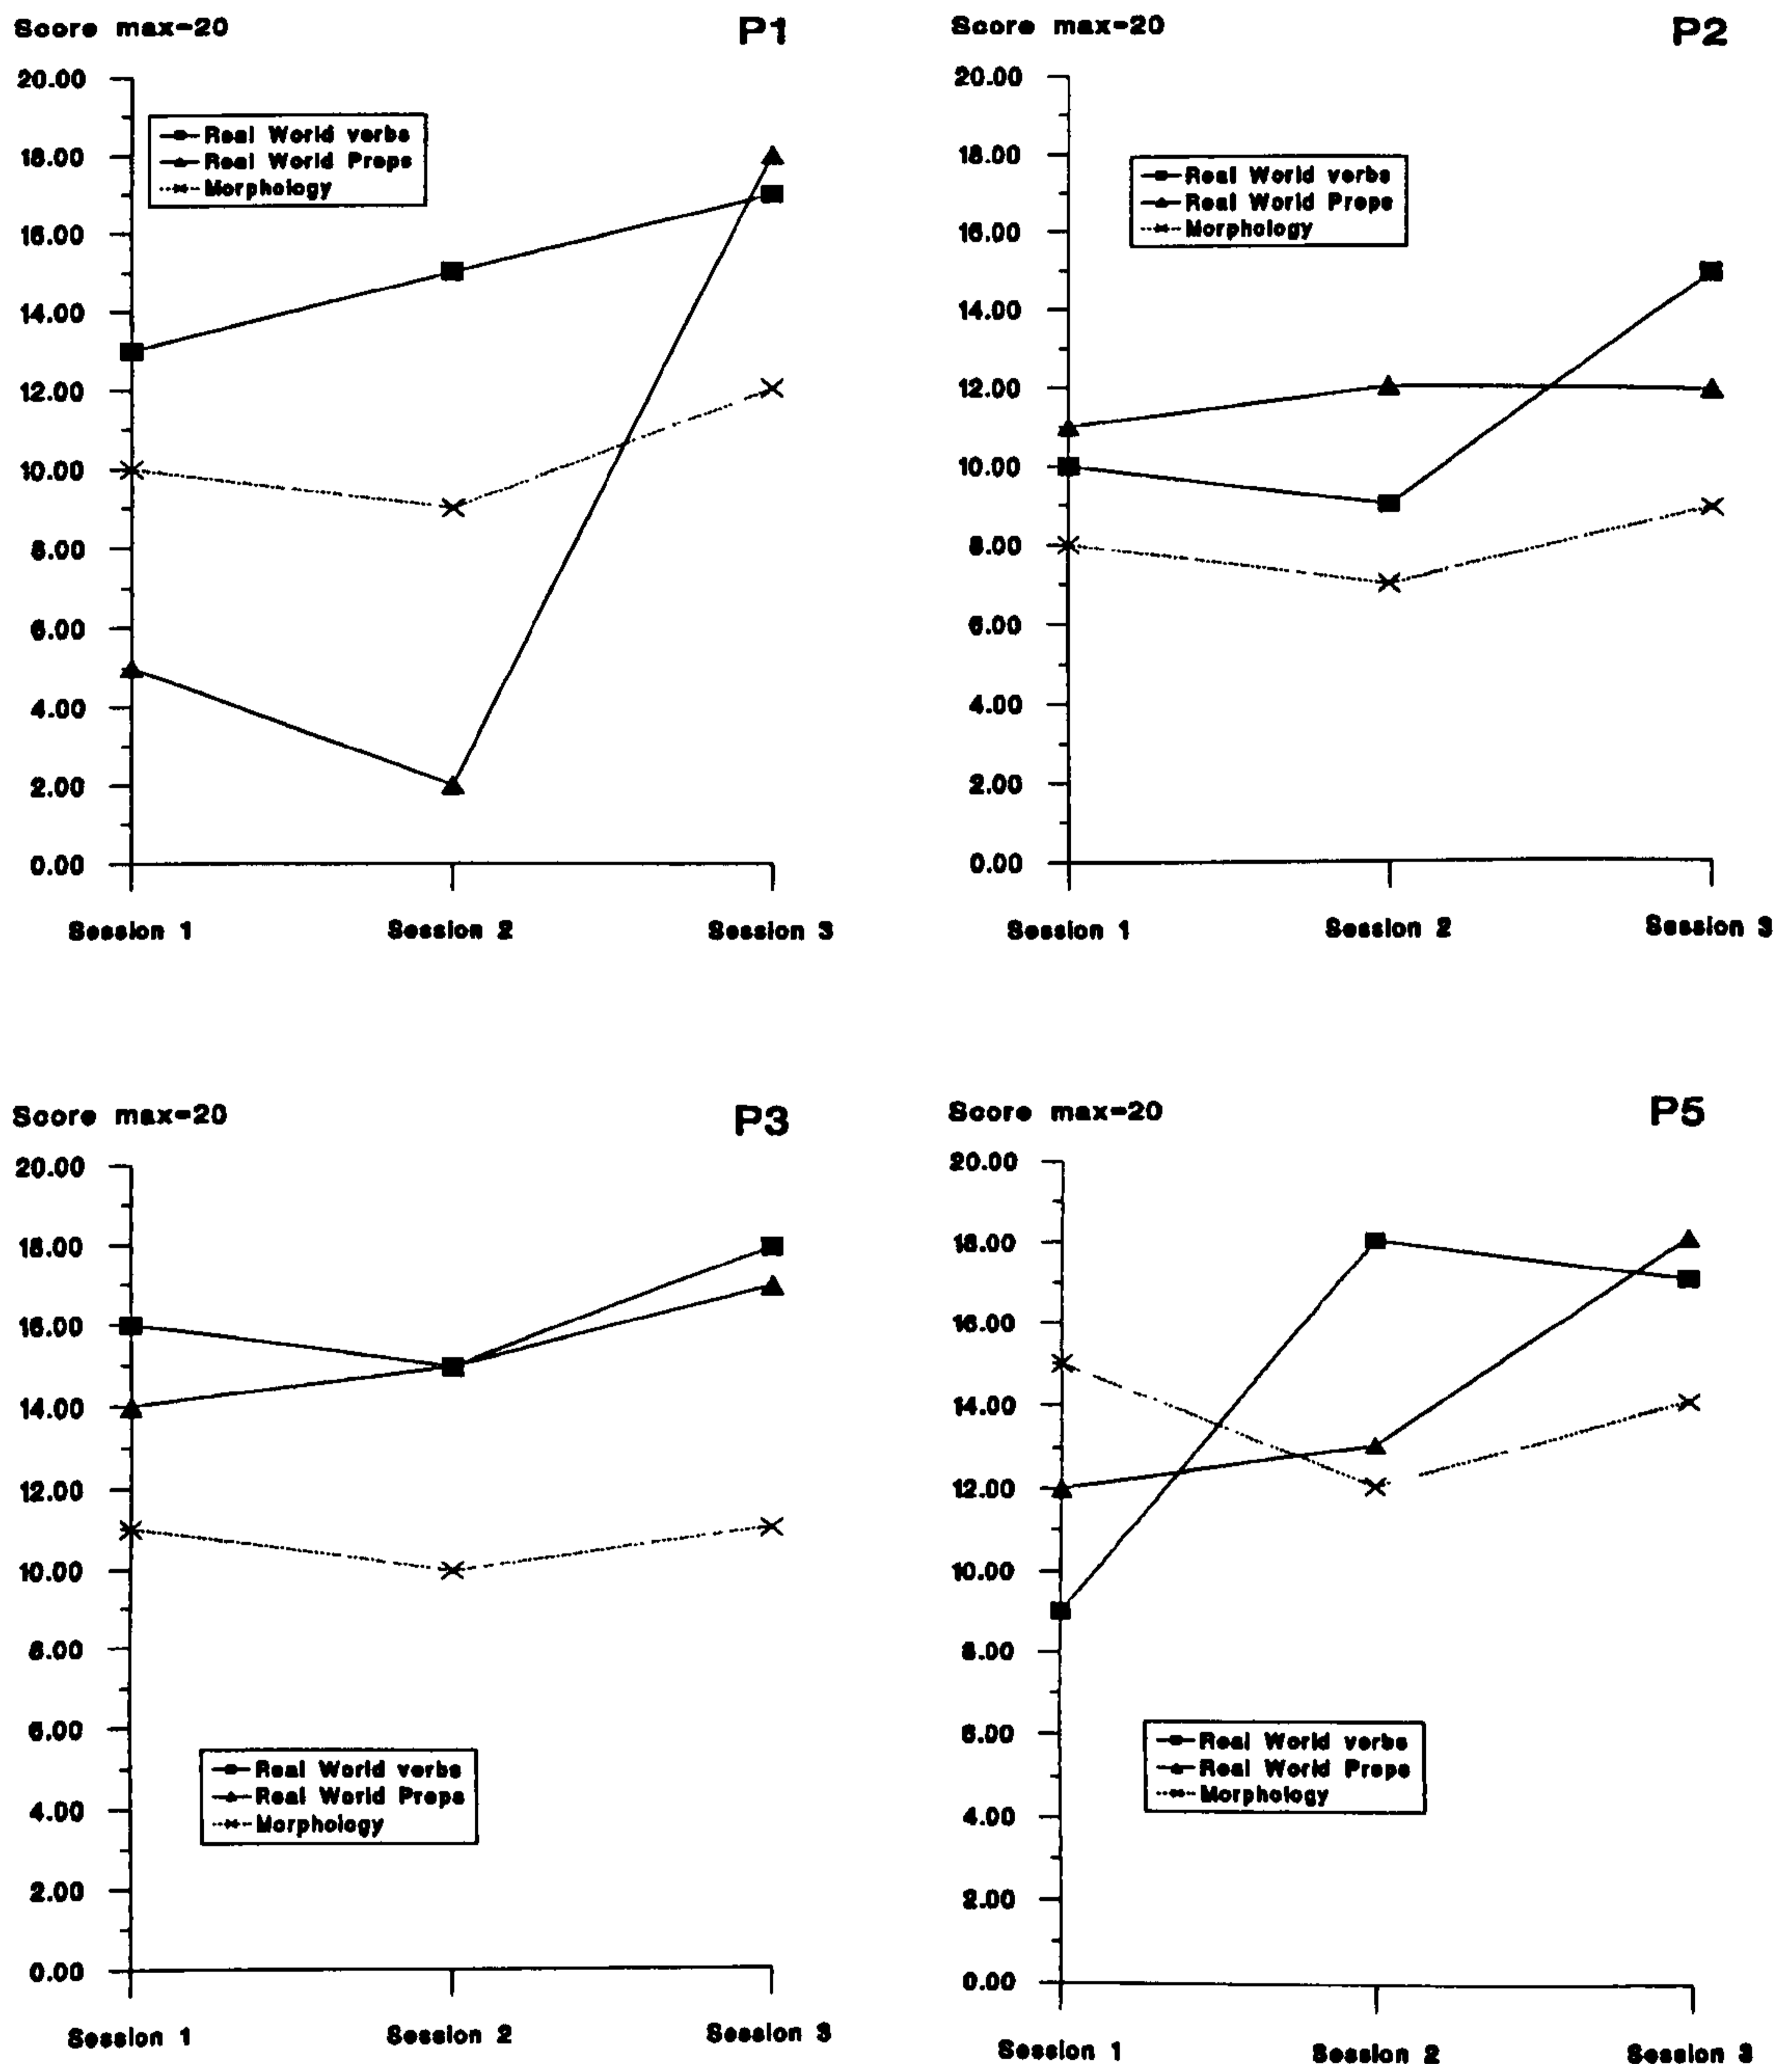 Score max=20
P1
20.00
18.00
16.00
14.00
12.00
10.00
8.00
6.00
4.00
2.00
0.00
Real World verbs
Real World Preps
Morphology
Session 1
Session 2
Session 3
Score max=20
P2
20.00
18.00
16.00
14.00
12.00
10.00
8.00
6.00
4.00
2.00
0.00
Real World verbs
Real World Preps
Morphology
Session 1
Session 2
Session 3
Score max=20
P3
20.00
18.00
16.00
14.00
12.00
10.00
8.00
6.00
4.00
2.00
0.00
Real World verbs
Real World Preps
Morphology
Session 1
Session 2
Session 3
Score max=20
P5
20.00
18.00
16.00
14.00
12.00
10.00
8.00
6.00
4.00
2.00
0.00
Real World verbs
Real World Preps
Morphology
Session 1
Session 2
Session 3